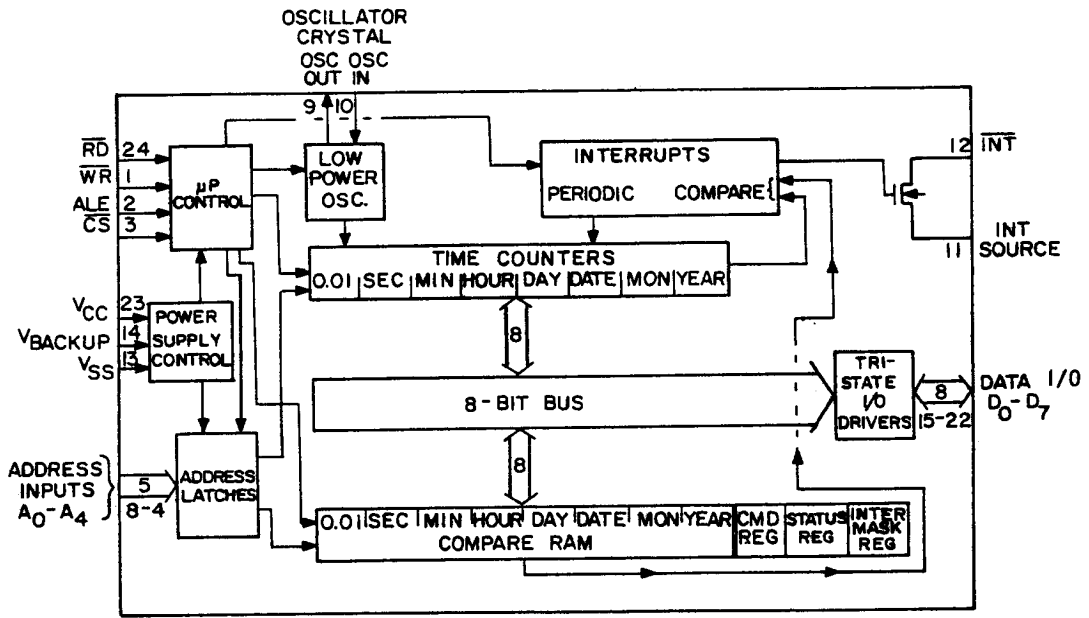 OSCILLATOR
CRYSTAL
OSC OSC
OUT IN
9 10
RD 24
WR 1
ALE 2
CS 3
μP
CONTROL
LOW
POWER
OSC.
INTERRUPTS
PERIODIC COMPARE
12 INT
11 INT
SOURCE
TIME COUNTERS
0.01 SEC MIN HOUR DAY DATE MON YEAR
VCC 23
VBACKUP 14
VSS 13
POWER
SUPPLY
CONTROL
8
8-BIT BUS
TRI-
STATE
I/O
DRIVERS
8
15-22
DATA I/O
D0-D7
8
ADDRESS
INPUTS
A0-A4
5
8-4
ADDRESS
LATCHES
0.01 SEC MIN HOUR DAY DATE MON YEAR
COMPARE RAM
CMD
REG
STATUS
REG
INTER
MASK
REG